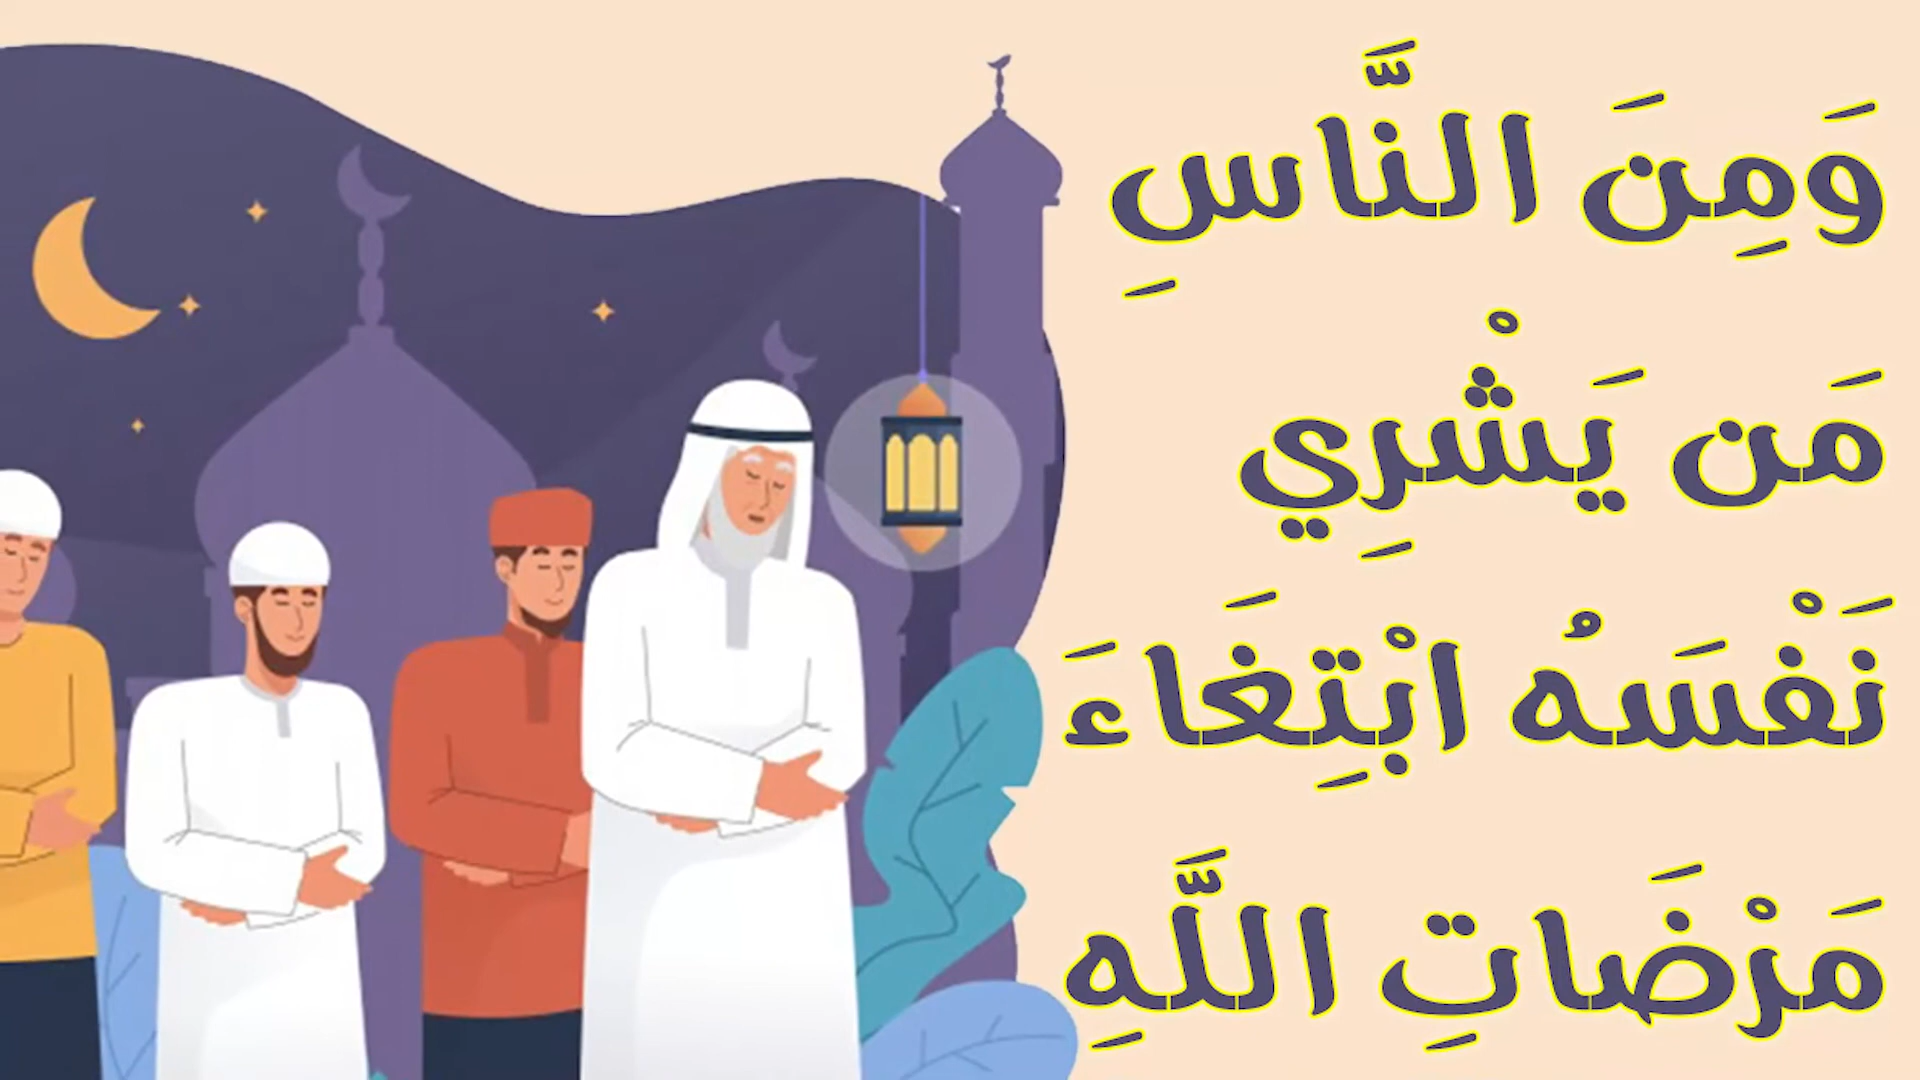 وَمِنَ النَّاسِ
مَن يَشْرِي
نَفْسَهُ ابْتِغَاءَ
مَرْضَاتِ اللَّهِ